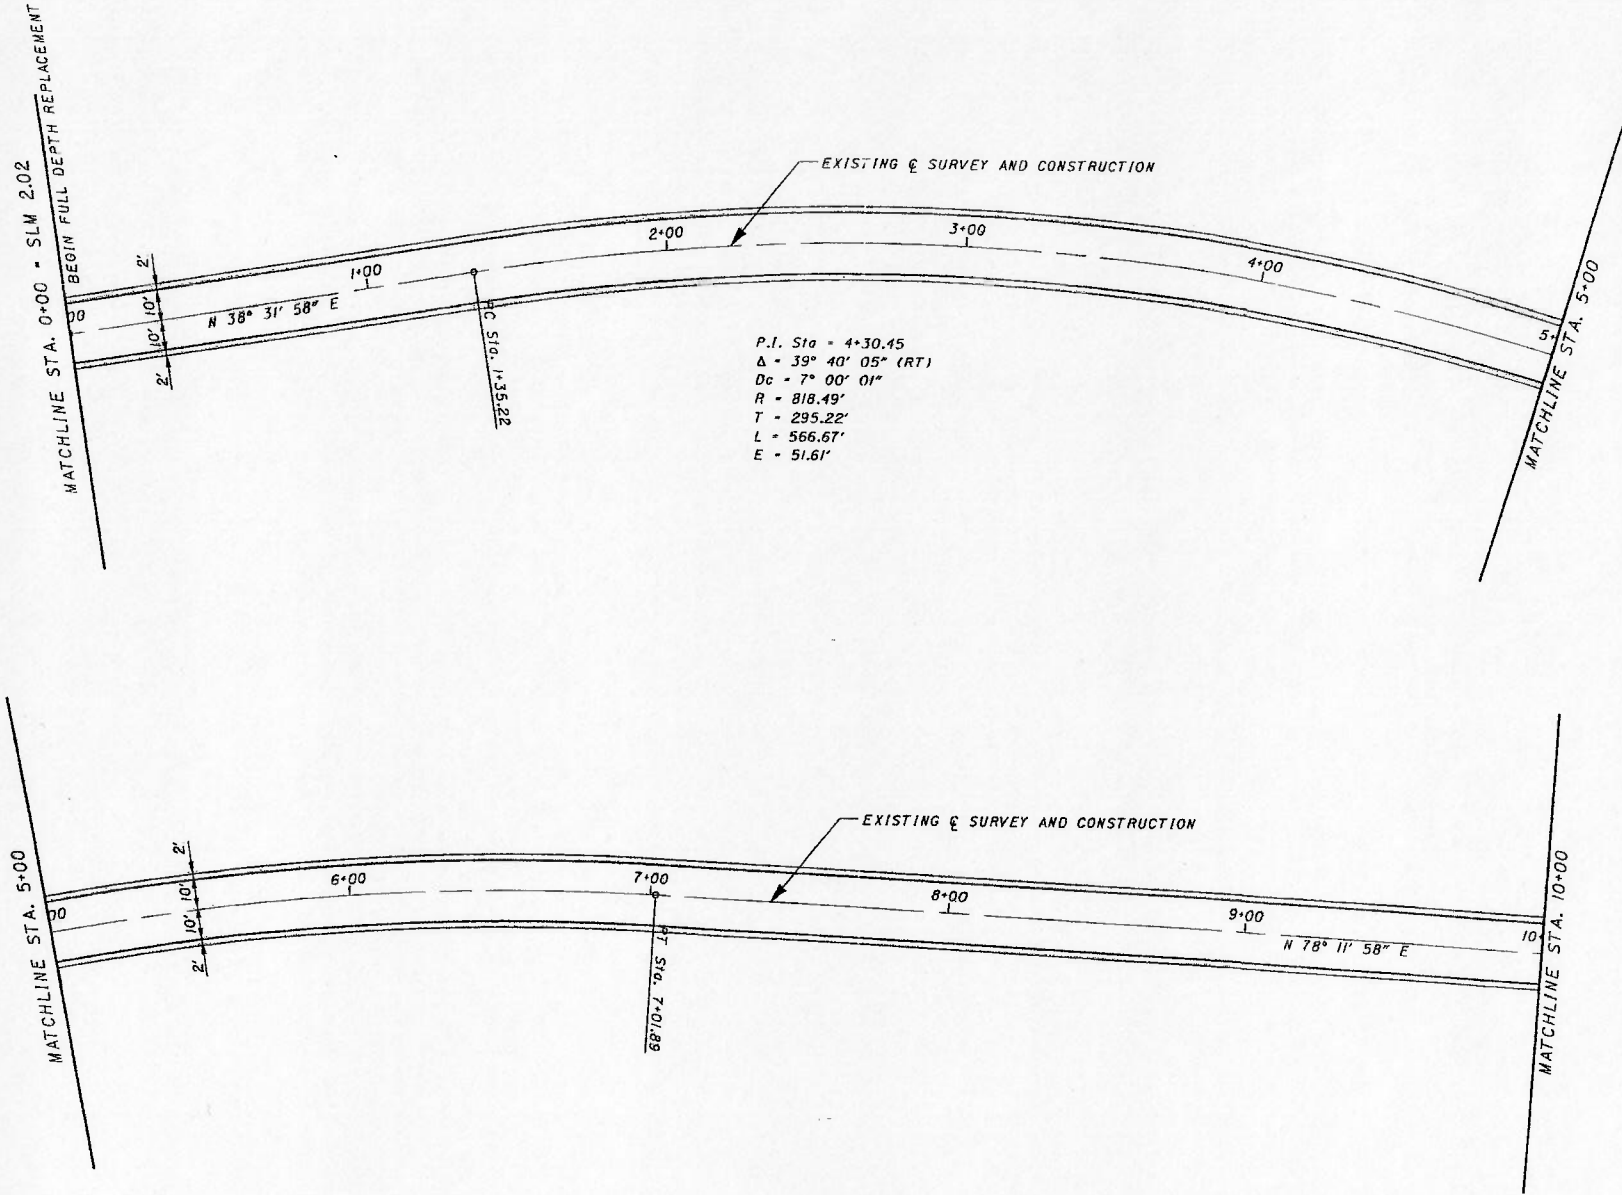 MATCHLINE STA. 0+00 = SLM 2.02
BEGIN FULL DEPTH REPLACEMENT
00
2'
10'
10'
2'
N 38° 31' 58" E
1+00
PC Sta. 1+35.22
2+00
EXISTING ℄ SURVEY AND CONSTRUCTION
3+00
4+00
5+
MATCHLINE STA. 5+00
P.I. Sta = 4+30.45
Δ = 39° 40' 05" (RT)
Dc = 7° 00' 01"
R = 818.49'
T = 295.22'
L = 566.67'
E = 51.61'
MATCHLINE STA. 5+00
00
2'
10'
10'
2'
6+00
7+00
PT Sta. 7+01.89
EXISTING ℄ SURVEY AND CONSTRUCTION
8+00
9+00
N 78° 11' 58" E
10+
MATCHLINE STA. 10+00